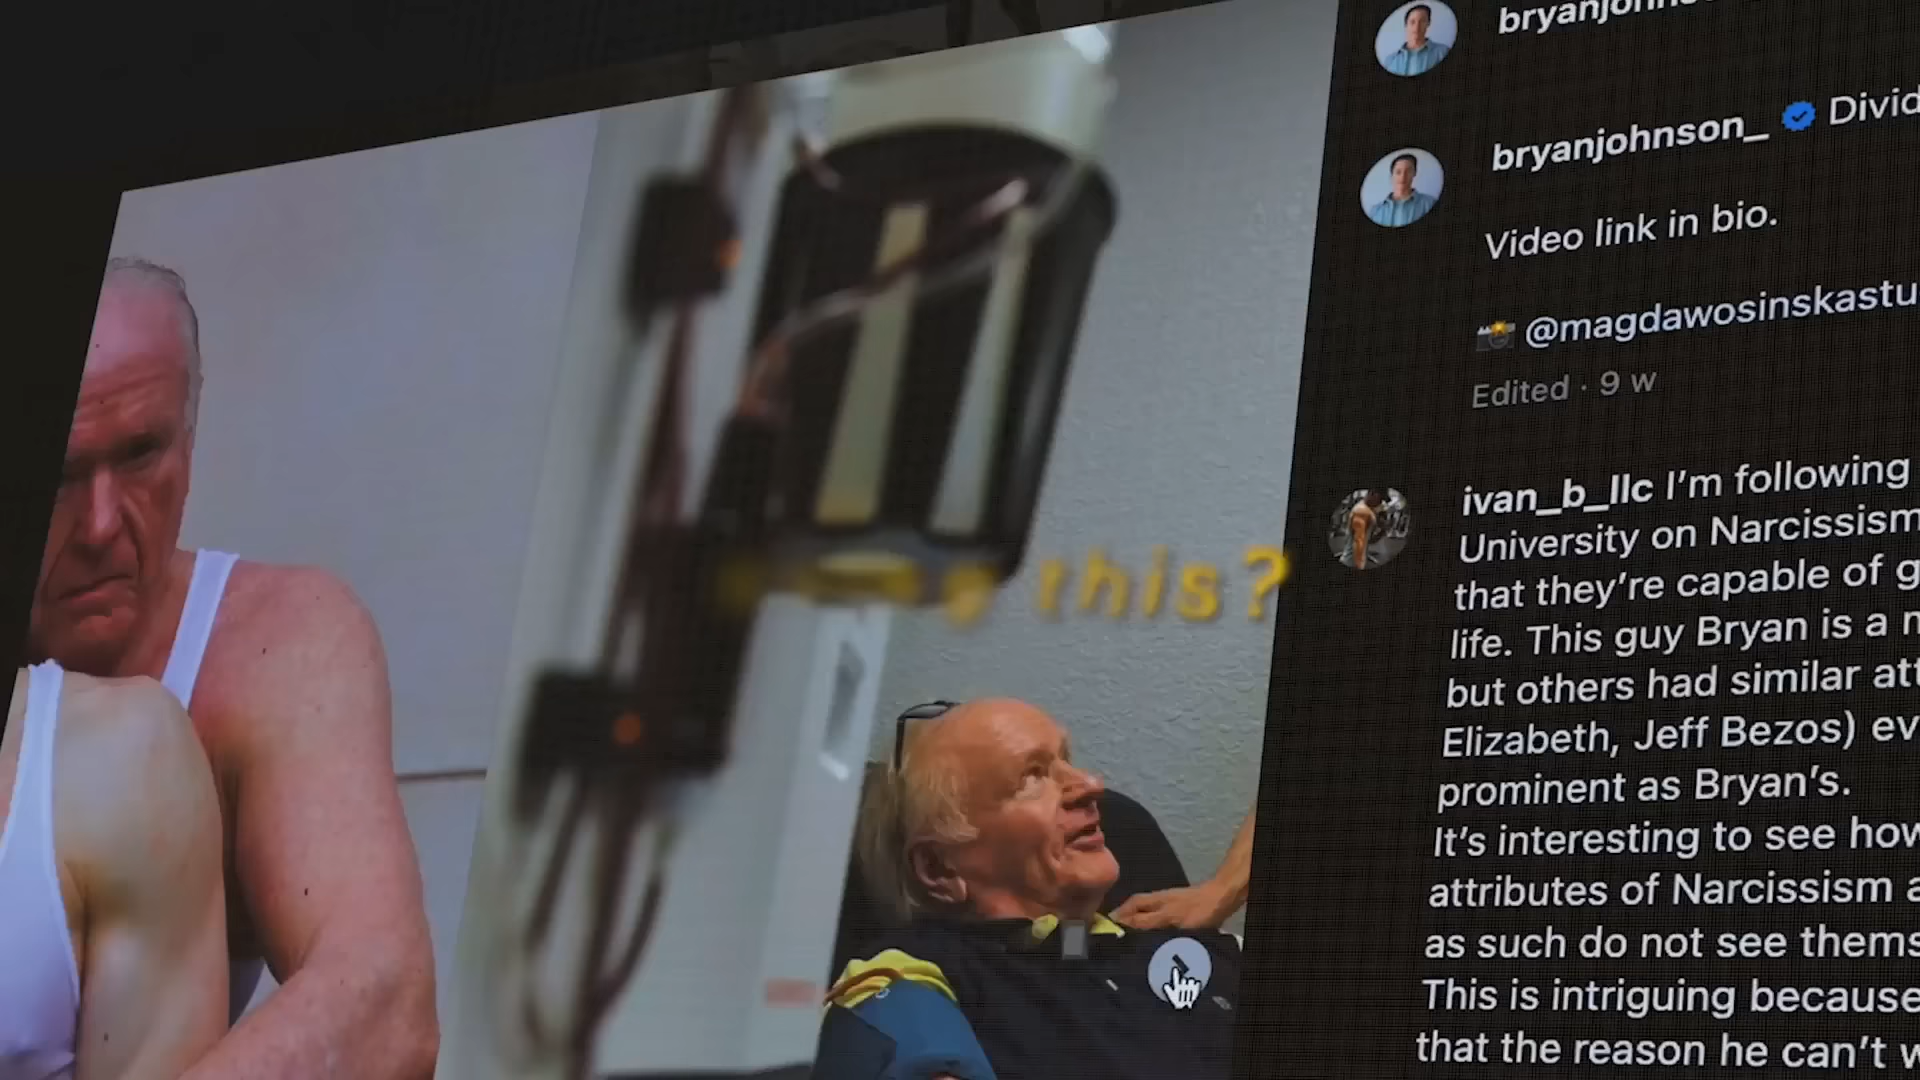 bryanjohnson_ Divid
Video link in bio.
@magdawosinskastu
Edited · 9 w
ivan_b_llc I'm following
University on Narcissism
that they're capable of g
life. This guy Bryan is a
but others had similar att
Elizabeth, Jeff Bezos) ev
prominent as Bryan's.
It's interesting to see how
attributes of Narcissism a
as such do not see thems
This is intriguing because
that the reason he can't w
this?